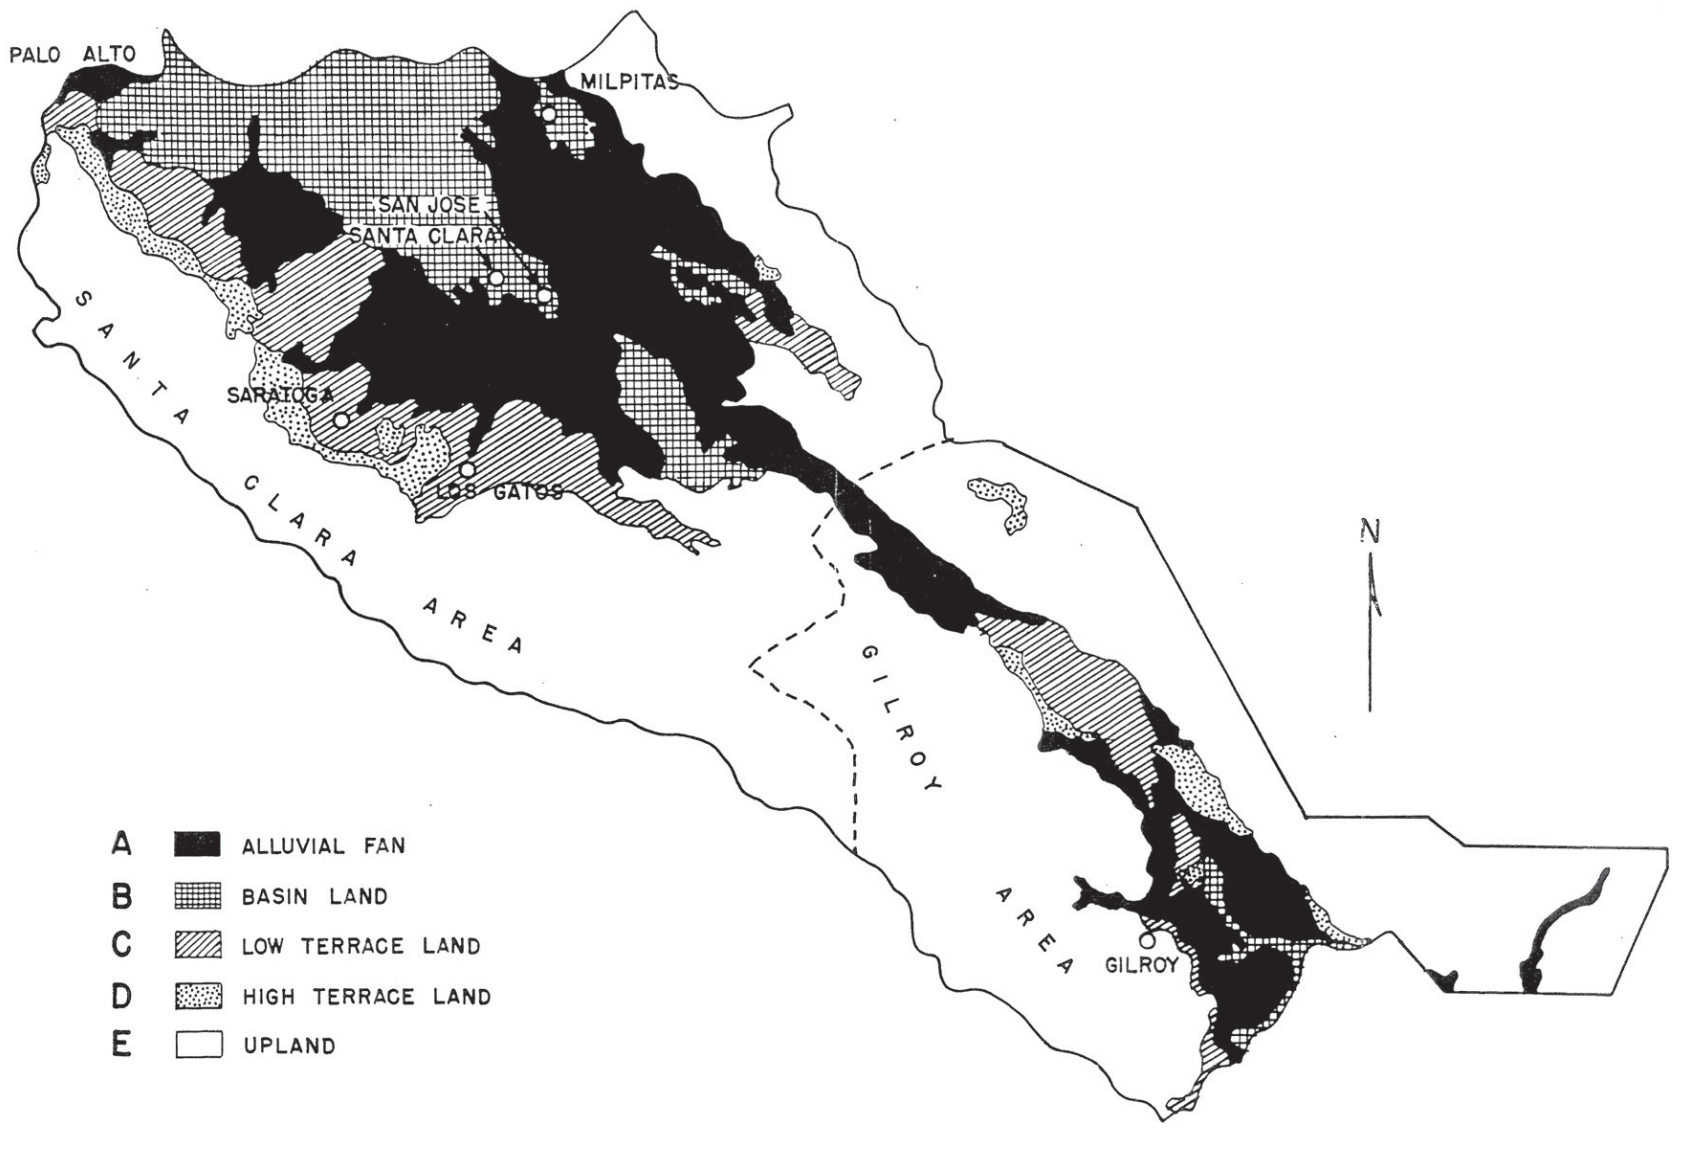 PALO ALTO
MILPITAS
SAN JOSE
SANTA CLARA
SARATOGA
LOS GATOS
SANTA CLARA AREA
N
GILROY AREA
GILROY
A ALLUVIAL FAN
B BASIN LAND
C LOW TERRACE LAND
D HIGH TERRACE LAND
E UPLAND